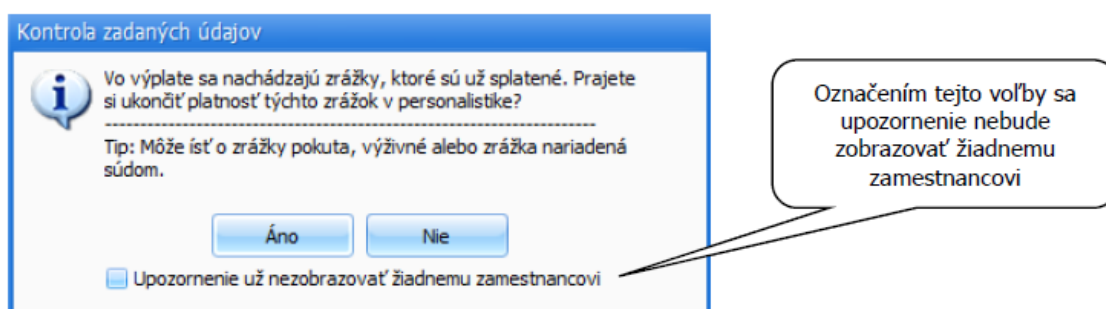 Kontrola zadaných údajov
Vo výplate sa nachádzajú zrážky, ktoré sú už splatené. Prajete
si ukončiť platnosť týchto zrážok v personalistike?
--------------------------------------------------------------------------
Tip: Môže ísť o zrážky pokuta, výživné alebo zrážka nariadená
súdom.
Áno
Nie
Upozornenie už nezobrazovať žiadnemu zamestnancovi
Označením tejto voľby sa
upozornenie nebude
zobrazovať žiadnemu
zamestnancovi